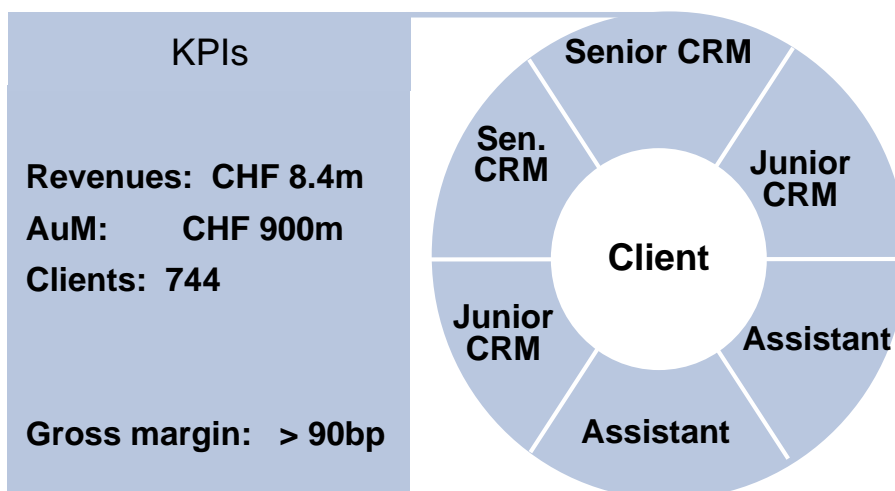 KPIs
Revenues: CHF 8.4m
AuM: CHF 900m
Clients: 744
Gross margin: > 90bp
Senior CRM
Sen.
CRM
Junior
CRM
Client
Junior
CRM
Assistant
Assistant